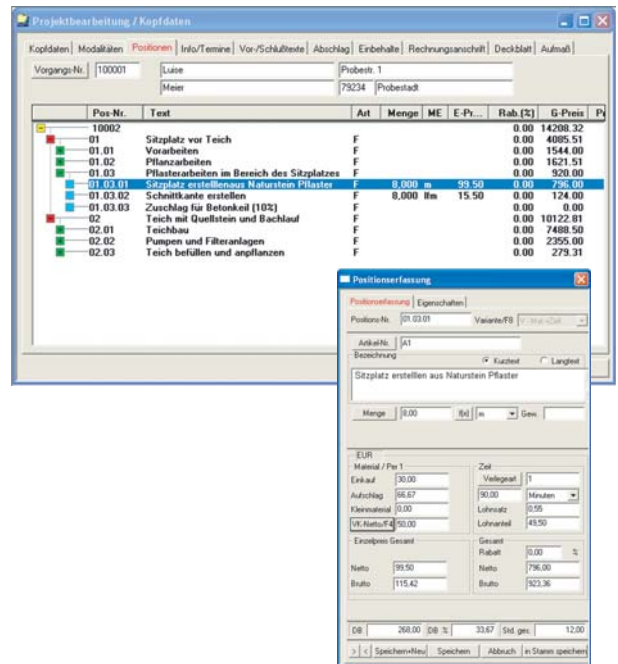 Projektbearbeitung / Kopfdaten
Kopfdaten Modalitäten Positionen Info/Termine Vor-/Schlußtexte Abschlag Einbehalte Rechnungsanschrift Deckblatt Aufmaß
Vorgangs-Nr. 100001 Luise Probestr. 1
Meier 79234 Probestadt
Pos-Nr. Text Art Menge ME E-Pr... Rab.(%) G-Preis
10002 0.00 14208.32
01 Sitzplatz vor Teich F 0.00 4085.51
01.01 Vorarbeiten F 0.00 1544.00
01.02 Pflanzarbeiten F 0.00 1621.51
01.03 Pflasterarbeiten im Bereich des Sitzplatzes F 0.00 920.00
01.03.01 Sitzplatz erstelllenaus Naturstein Pflaster F 8,000 m 99.50 0.00 796.00
01.03.02 Schnittkante erstellen F 8,000 lfm 15.50 0.00 124.00
01.03.03 Zuschlag für Betonkeil (10%) F 0.00 0.00
02 Teich mit Quellstein und Bachlauf F 0.00 10122.81
02.01 Teichbau F 0.00 7488.50
02.02 Pumpen und Filteranlagen F 0.00 2355.00
02.03 Teich befüllen und anpflanzen F 0.00 279.31
Positionserfassung
Positionserfassung Eigenschaften
Positions-Nr. 01.03.01 Variante/F8
Artikel-Nr. A1
Bezeichnung Kurztext Langtext
Sitzplatz erstelllen aus Naturstein Pflaster
Menge 8,00 f(x) m Gew.
EUR
Material / Per 1 Zeit
Einkauf 30,00 Verlegeart 1
Aufschlag 66,67 90,00 Minuten
Kleinmaterial 0,00 Lohnsatz 0,55
VK-Netto/F4 50,00 Lohnanteil 49,50
Einzelpreis Gesamt Gesamt
Rabatt 0,00 %
Netto 99,50 Netto 796,00
Brutto 115,42 Brutto 923,36
DB 268,00 DB % 33,67 Std. ges. 12,00
> < Speichern+Neu Speichern Abbruch in Stamm speichern